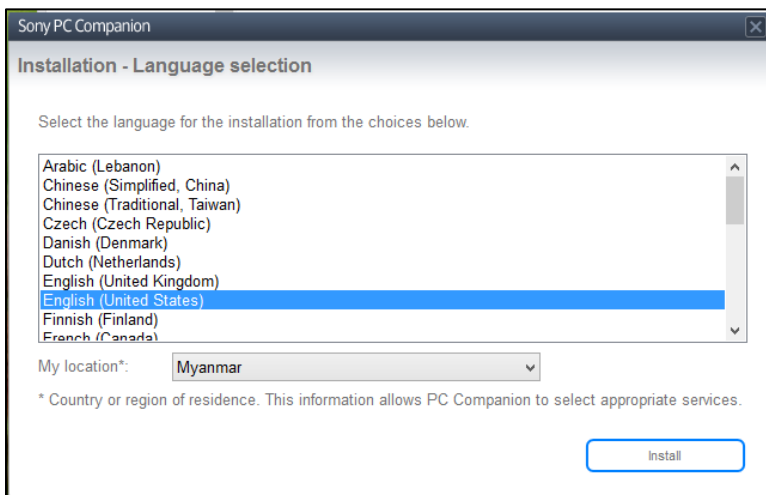 Sony PC Companion
Installation - Language selection
Select the language for the installation from the choices below.
Arabic (Lebanon)
Chinese (Simplified, China)
Chinese (Traditional, Taiwan)
Czech (Czech Republic)
Danish (Denmark)
Dutch (Netherlands)
English (United Kingdom)
English (United States)
Finnish (Finland)
French (Canada)
My location*: Myanmar
* Country or region of residence. This information allows PC Companion to select appropriate services.
Install